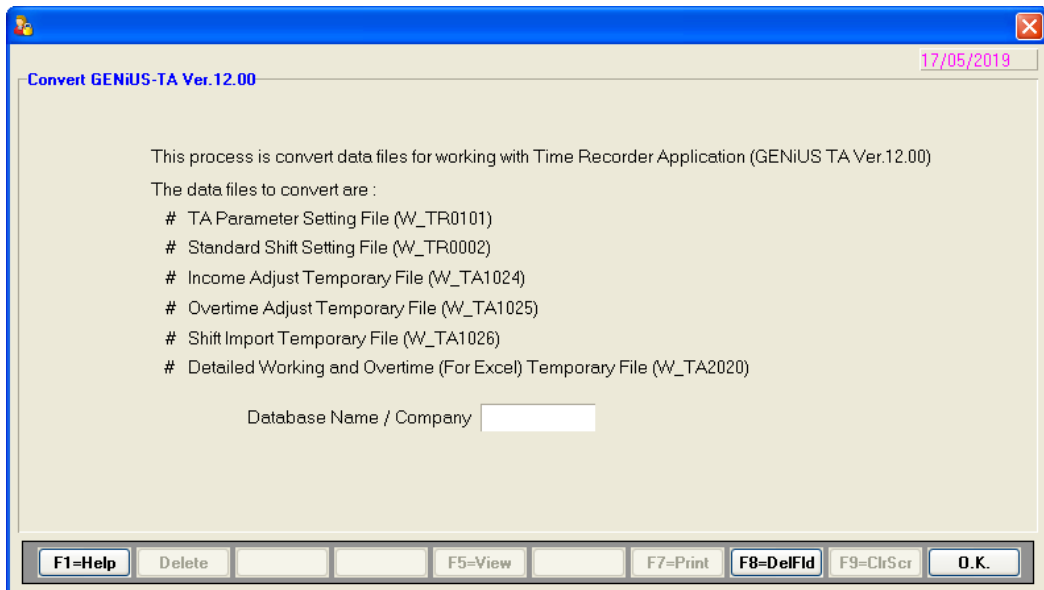 17/05/2019
Convert GENiUS-TA Ver.12.00
This process is convert data files for working with Time Recorder Application (GENiUS TA Ver.12.00)
The data files to convert are :
# TA Parameter Setting File (W_TR0101)
# Standard Shift Setting File (W_TR0002)
# Income Adjust Temporary File (W_TA1024)
# Overtime Adjust Temporary File (W_TA1025)
# Shift Import Temporary File (W_TA1026)
# Detailed Working and Overtime (For Excel) Temporary File (W_TA2020)
Database Name / Company
F1=Help Delete F5=View F7=Print F8=DelFld F9=ClrScr O.K.